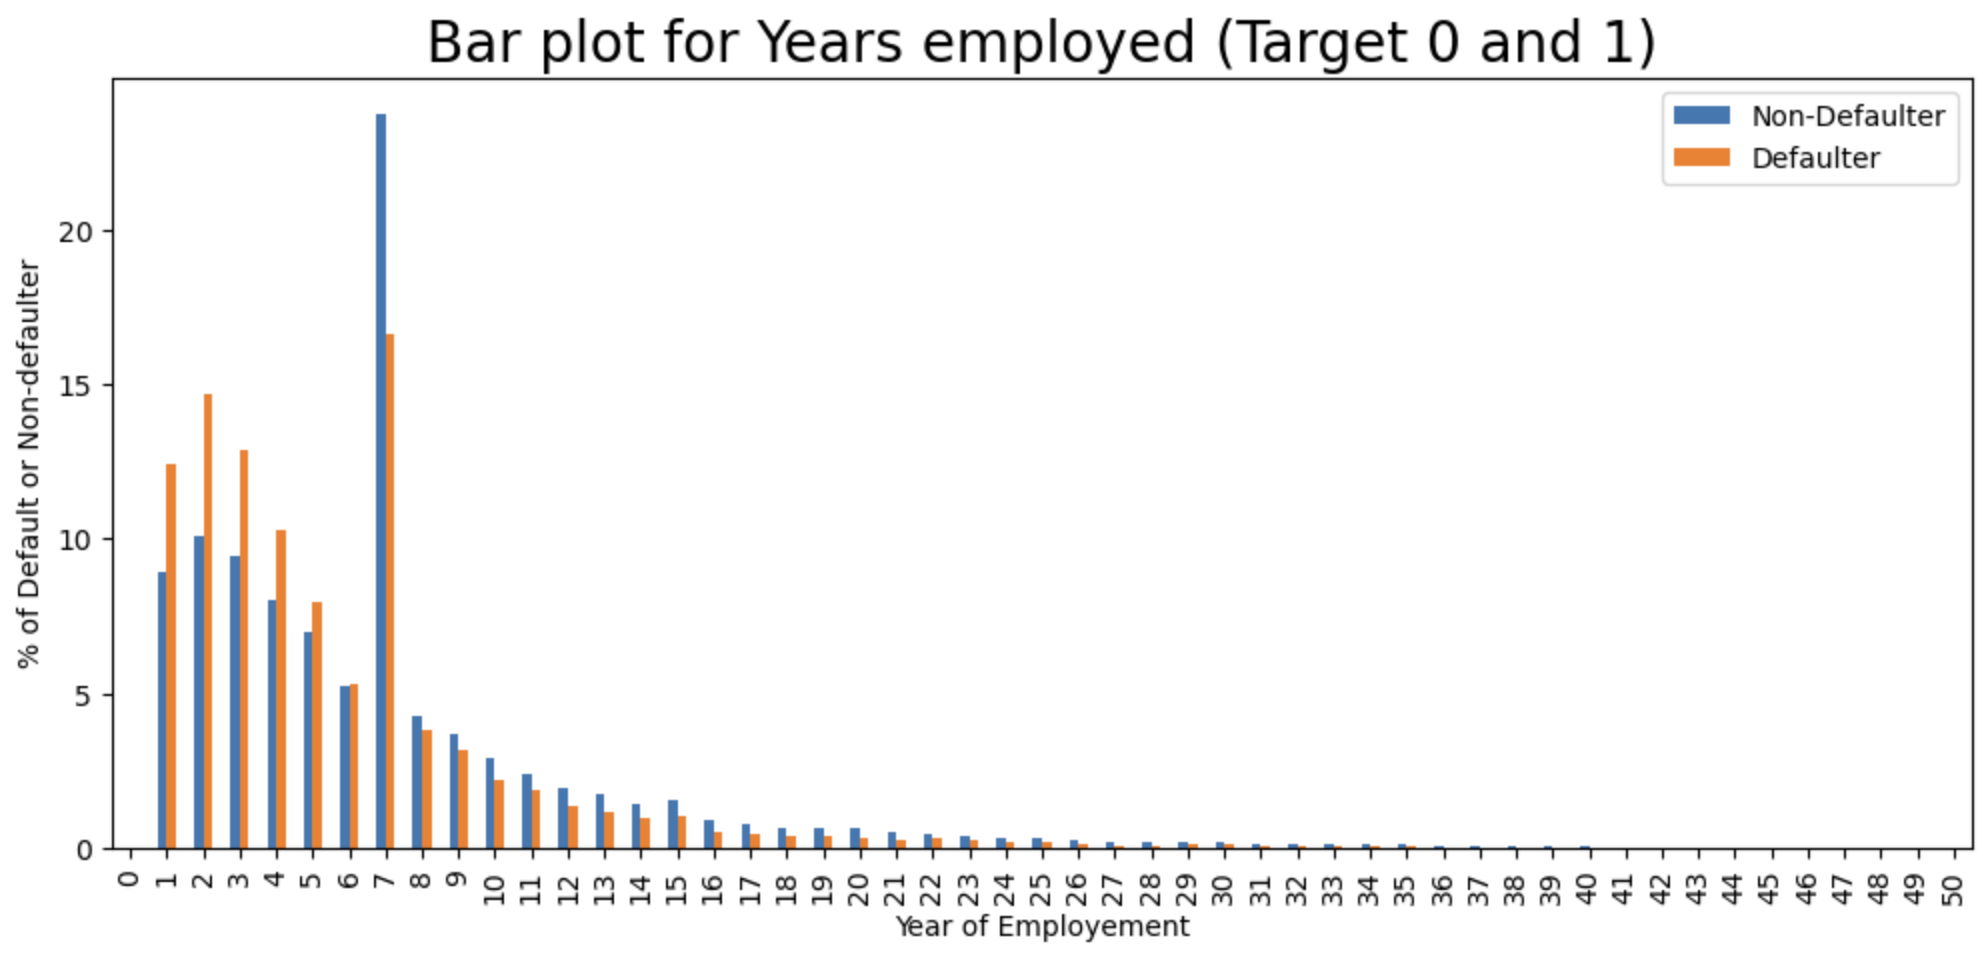 Bar plot for Years employed (Target 0 and 1)
Non-Defaulter
Defaulter
% of Default or Non-defaulter
20
15
10
5
0
0 1 2 3 4 5 6 7 8 9 10 11 12 13 14 15 16 17 18 19 20 21 22 23 24 25 26 27 28 29 30 31 32 33 34 35 36 37 38 39 40 41 42 43 44 45 46 47 48 49 50
Year of Employement